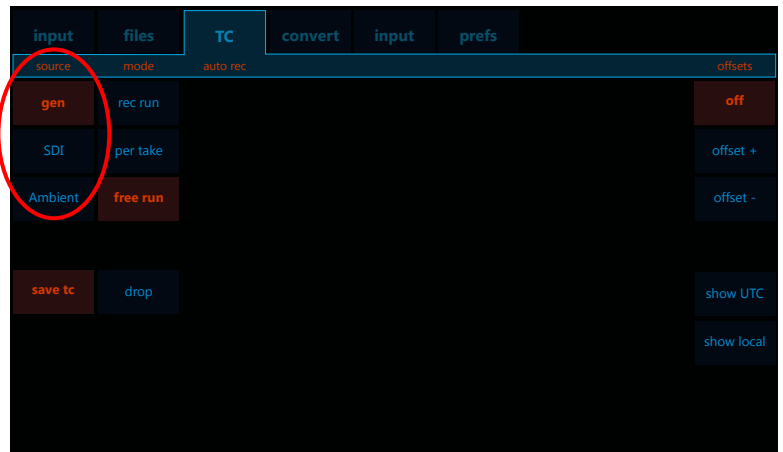 input files TC convert input prefs
source mode auto rec offsets
gen rec run off
SDI per take offset +
Ambient free run offset -
save tc drop show UTC
show local